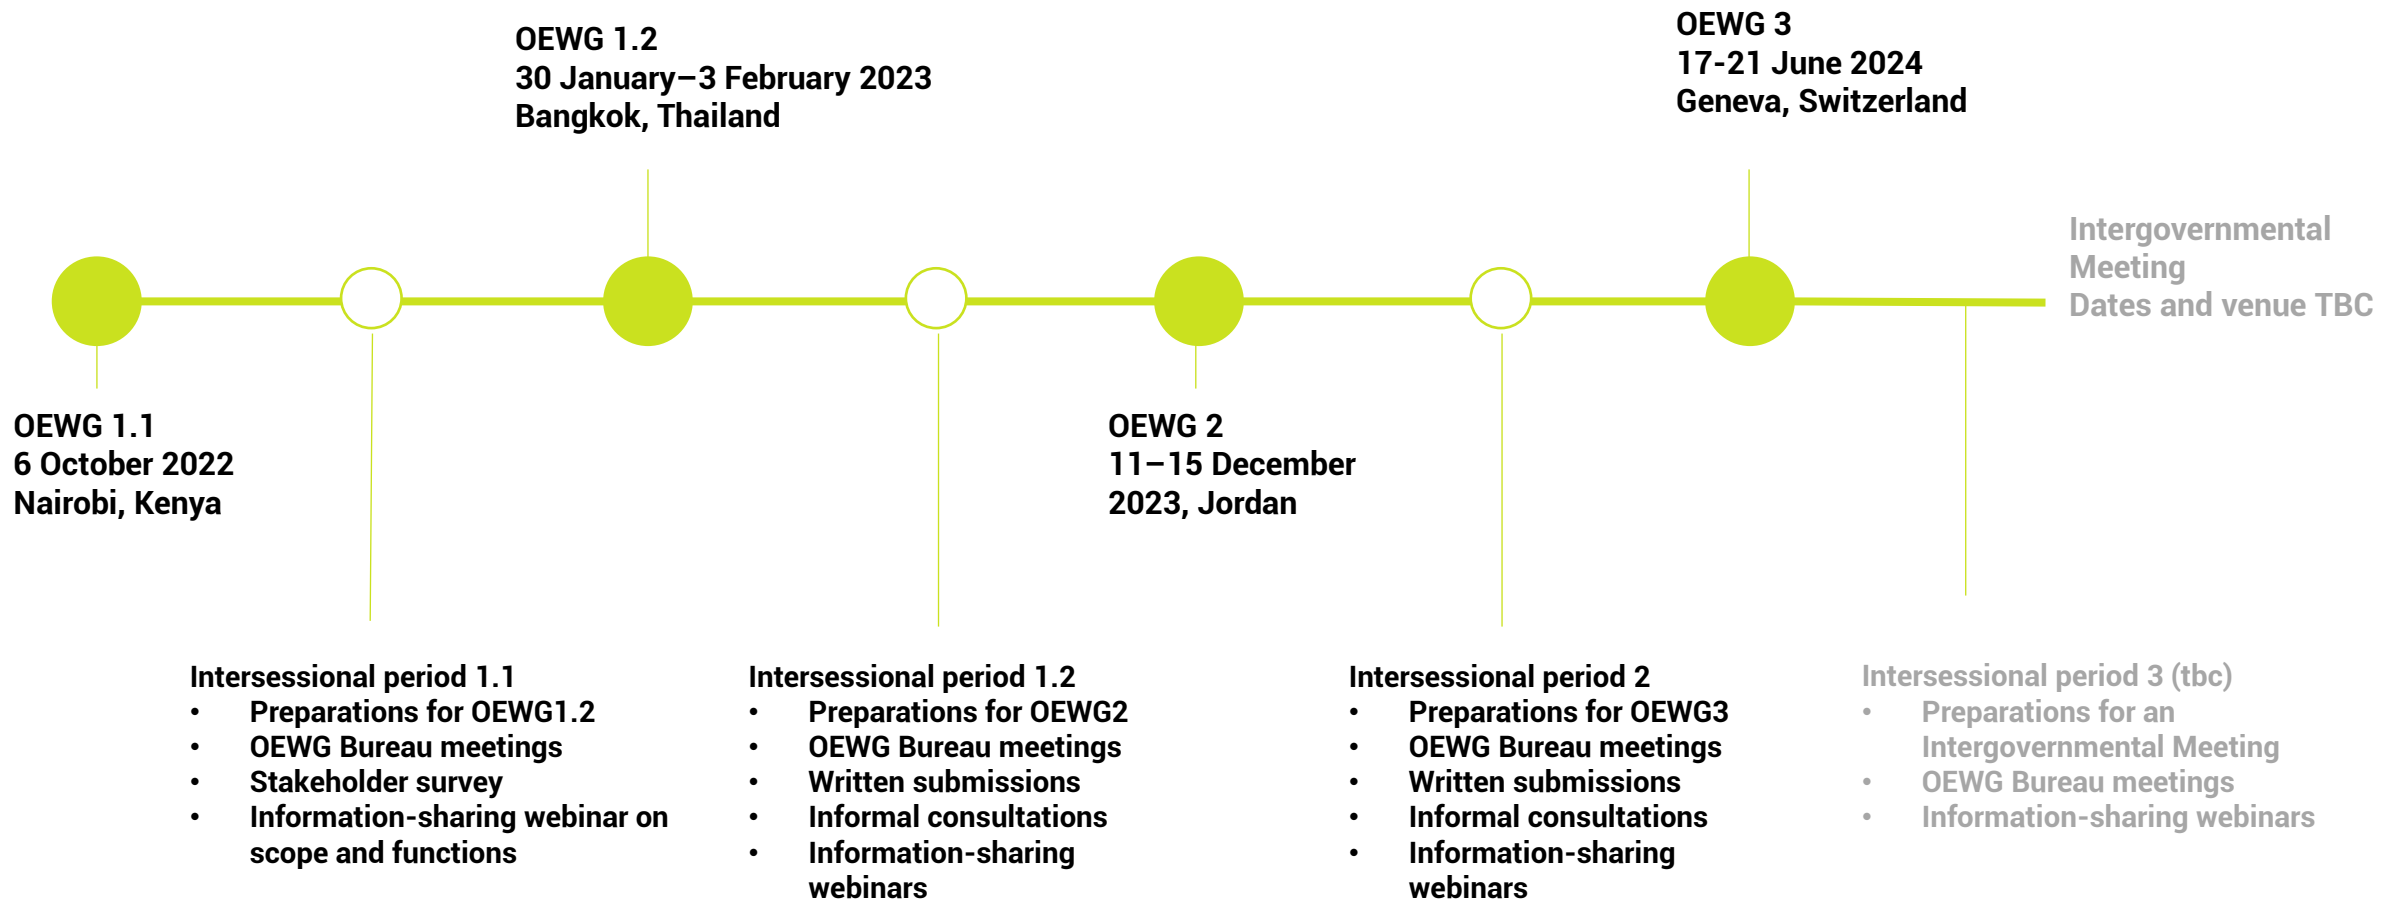 OEWG 1.2
30 January–3 February 2023
Bangkok, Thailand
OEWG 3
17-21 June 2024
Geneva, Switzerland
Intergovernmental
Meeting
Dates and venue TBC
OEWG 1.1
6 October 2022
Nairobi, Kenya
OEWG 2
11–15 December
2023, Jordan
Intersessional period 1.1
• Preparations for OEWG1.2
• OEWG Bureau meetings
• Stakeholder survey
• Information-sharing webinar on
scope and functions
Intersessional period 1.2
• Preparations for OEWG2
• OEWG Bureau meetings
• Written submissions
• Informal consultations
• Information-sharing
webinars
Intersessional period 2
• Preparations for OEWG3
• OEWG Bureau meetings
• Written submissions
• Informal consultations
• Information-sharing
webinars
Intersessional period 3 (tbc)
• Preparations for an
Intergovernmental Meeting
• OEWG Bureau meetings
• Information-sharing webinars